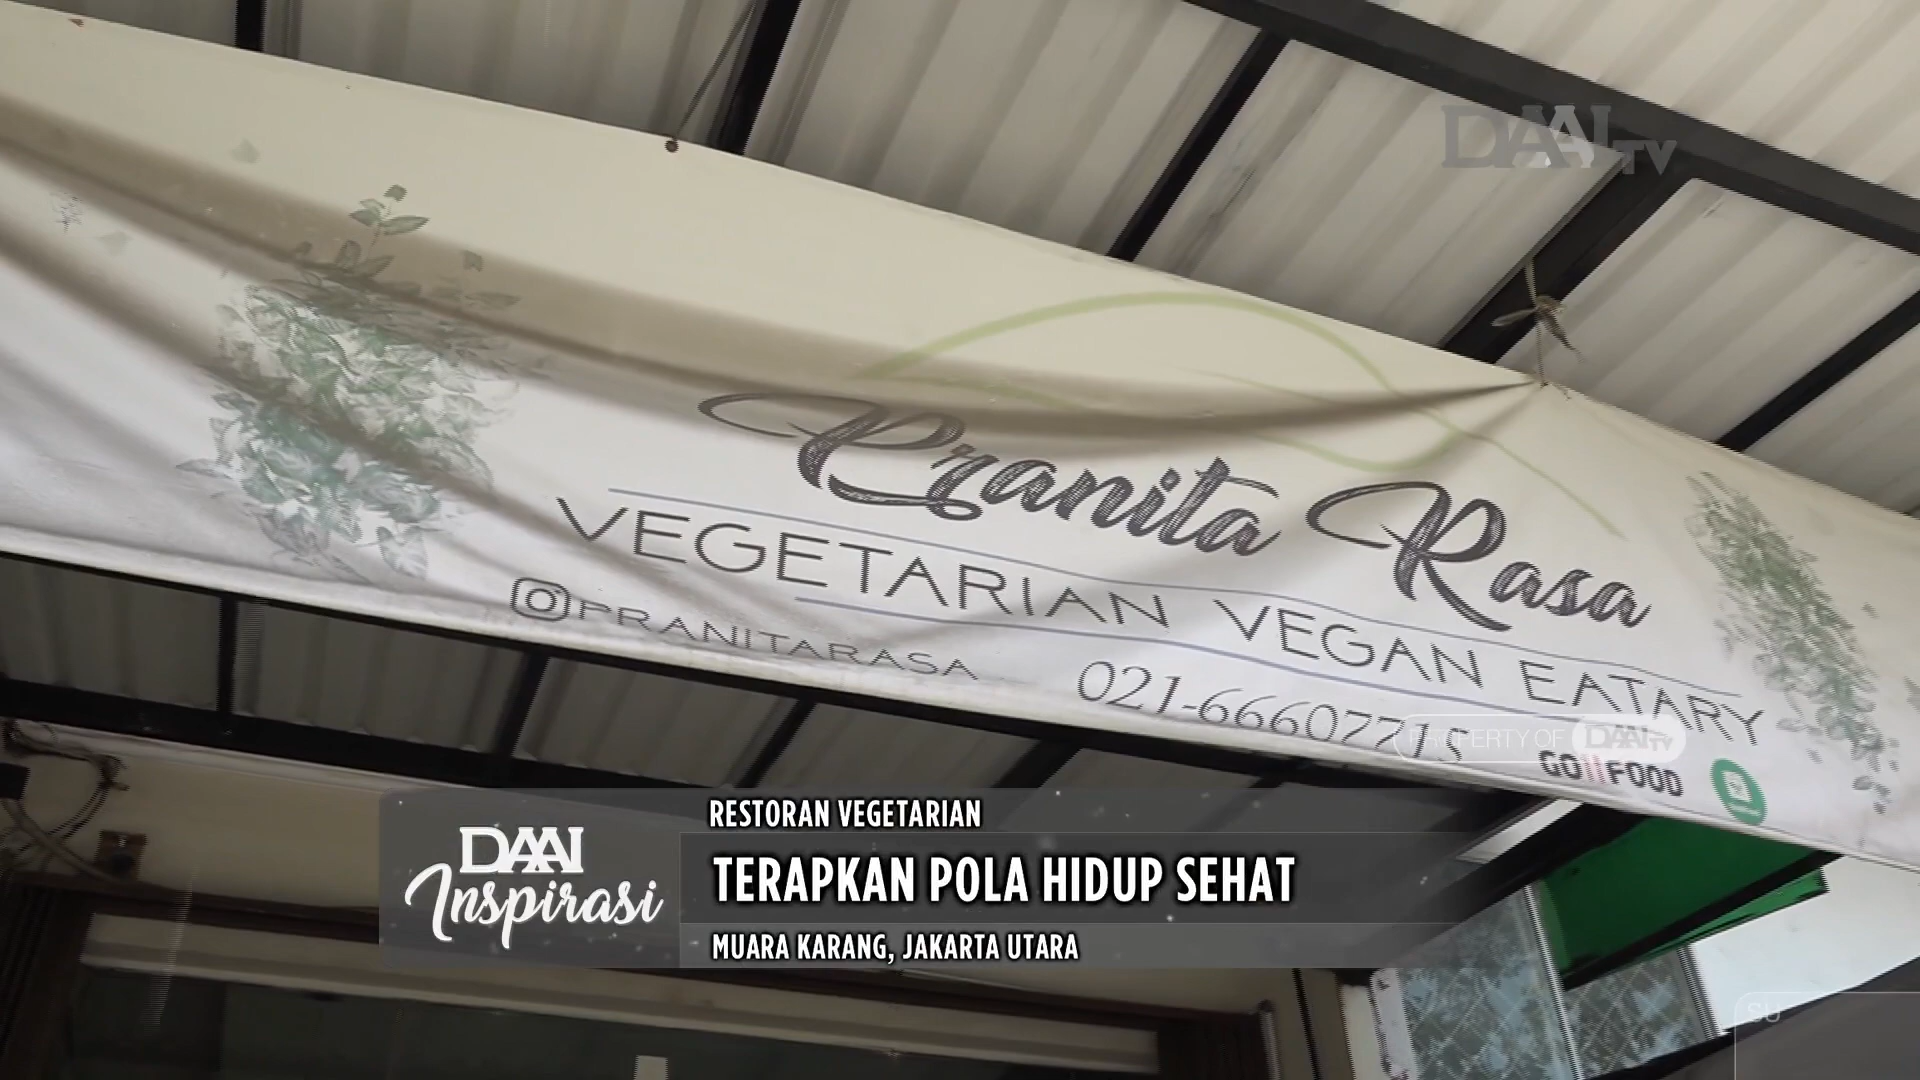 DAAI TV
Pranita Rasa
VEGETARIAN VEGAN EATARY
@PRANITARASA
021-66607715
PROPERTY OF DAAI TV
GO FOOD
RESTORAN VEGETARIAN
DAAI Inspirasi
TERAPKAN POLA HIDUP SEHAT
MUARA KARANG, JAKARTA UTARA
SU